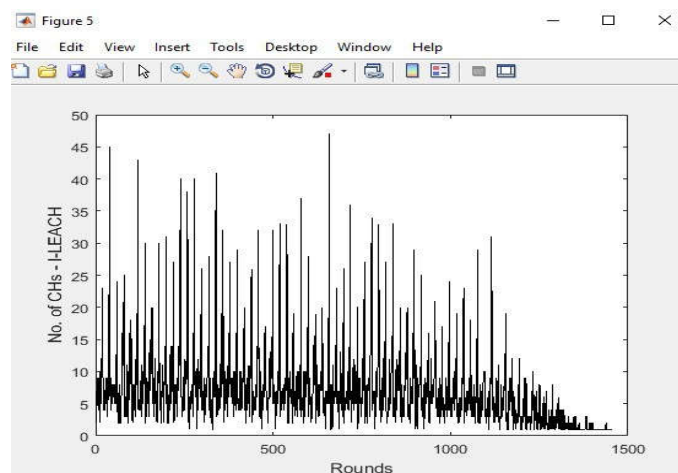 Figure 5
File Edit View Insert Tools Desktop Window Help
50
45
40
35
30
25
20
15
10
5
0
No. of CHs - I-LEACH
0 500 1000 1500
Rounds